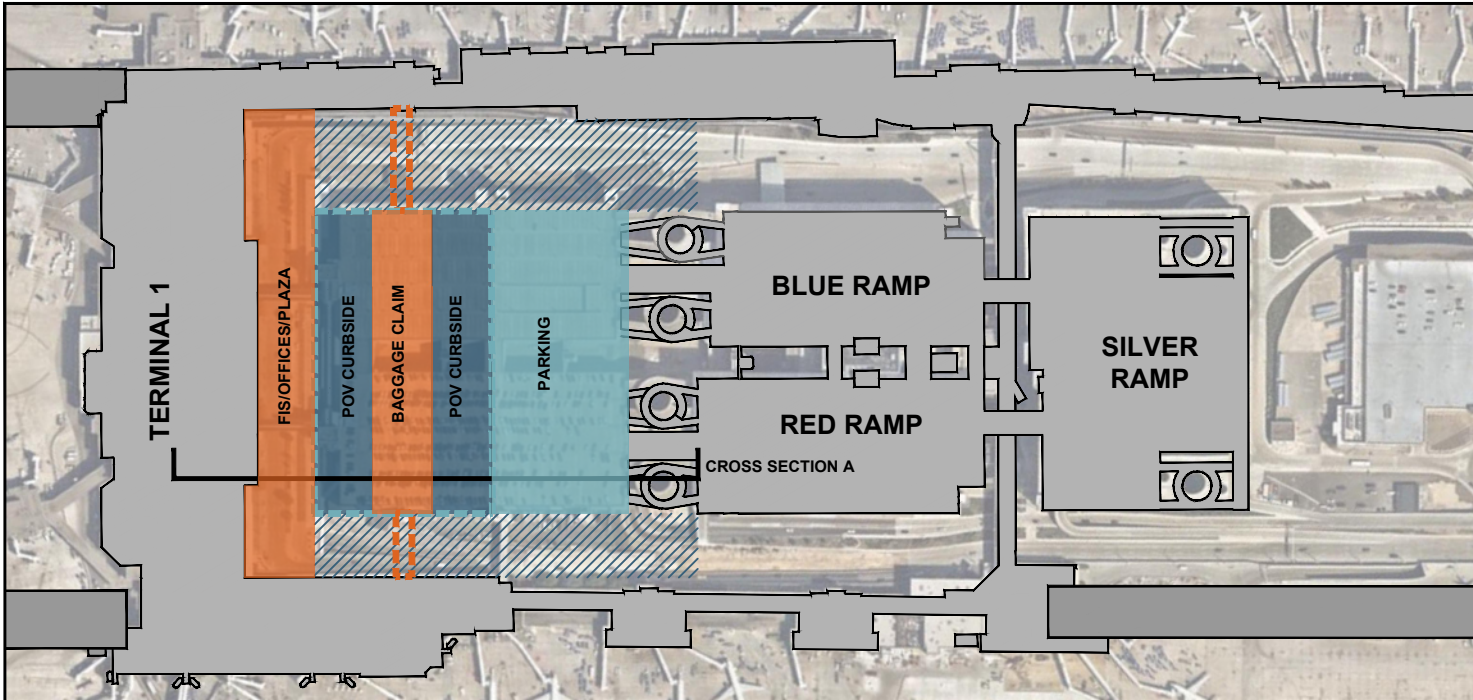 TERMINAL 1
FIS/OFFICES/PLAZA
POV CURBSIDE
BAGGAGE CLAIM
POV CURBSIDE
PARKING
BLUE RAMP
RED RAMP
SILVER
RAMP
CROSS SECTION A